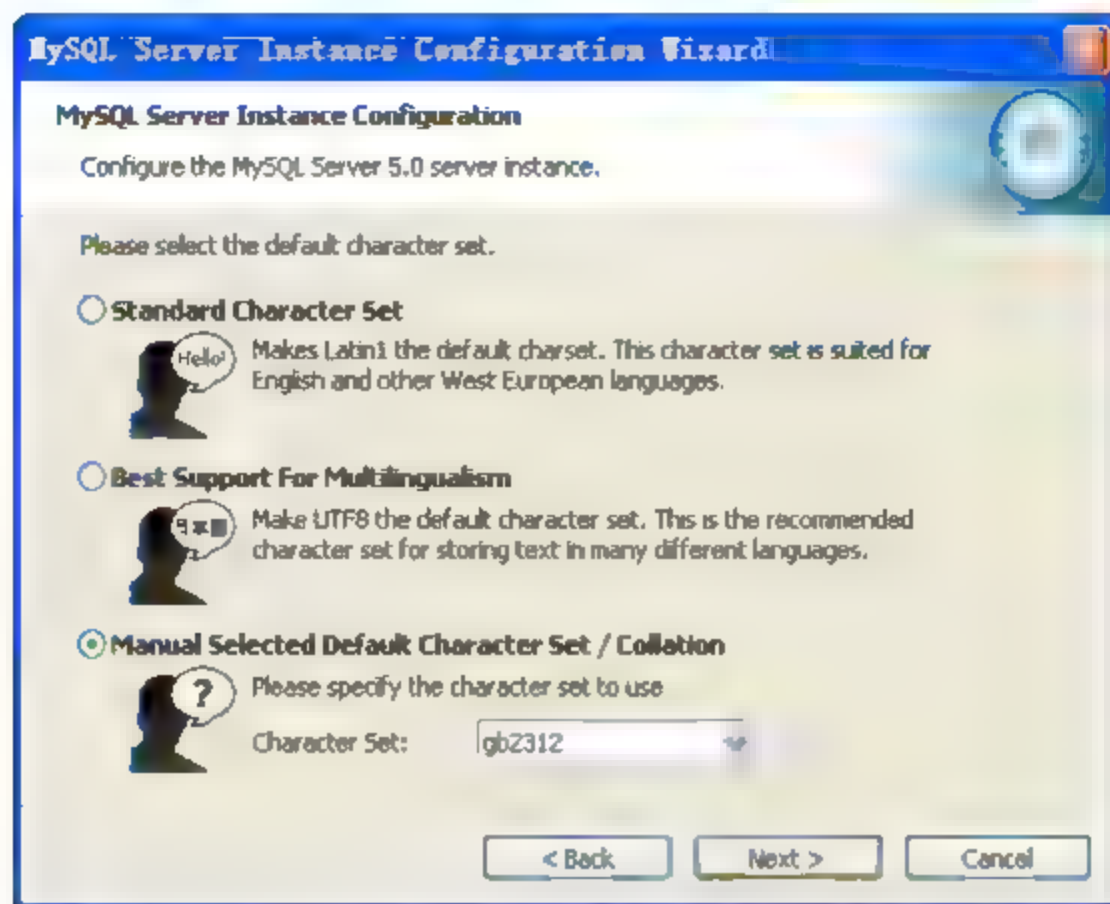 MySQL Server Instance Configuration Wizard
MySQL Server Instance Configuration
Configure the MySQL Server 5.0 server instance.
Please select the default character set.
Standard Character Set
Hello!
Makes Latin1 the default charset. This character set is suited for
English and other West European languages.
Best Support For Multilingualism
Make UTF8 the default character set. This is the recommended
character set for storing text in many different languages.
Manual Selected Default Character Set / Collation
?
Please specify the character set to use
Character Set: gb2312
< Back Next > Cancel